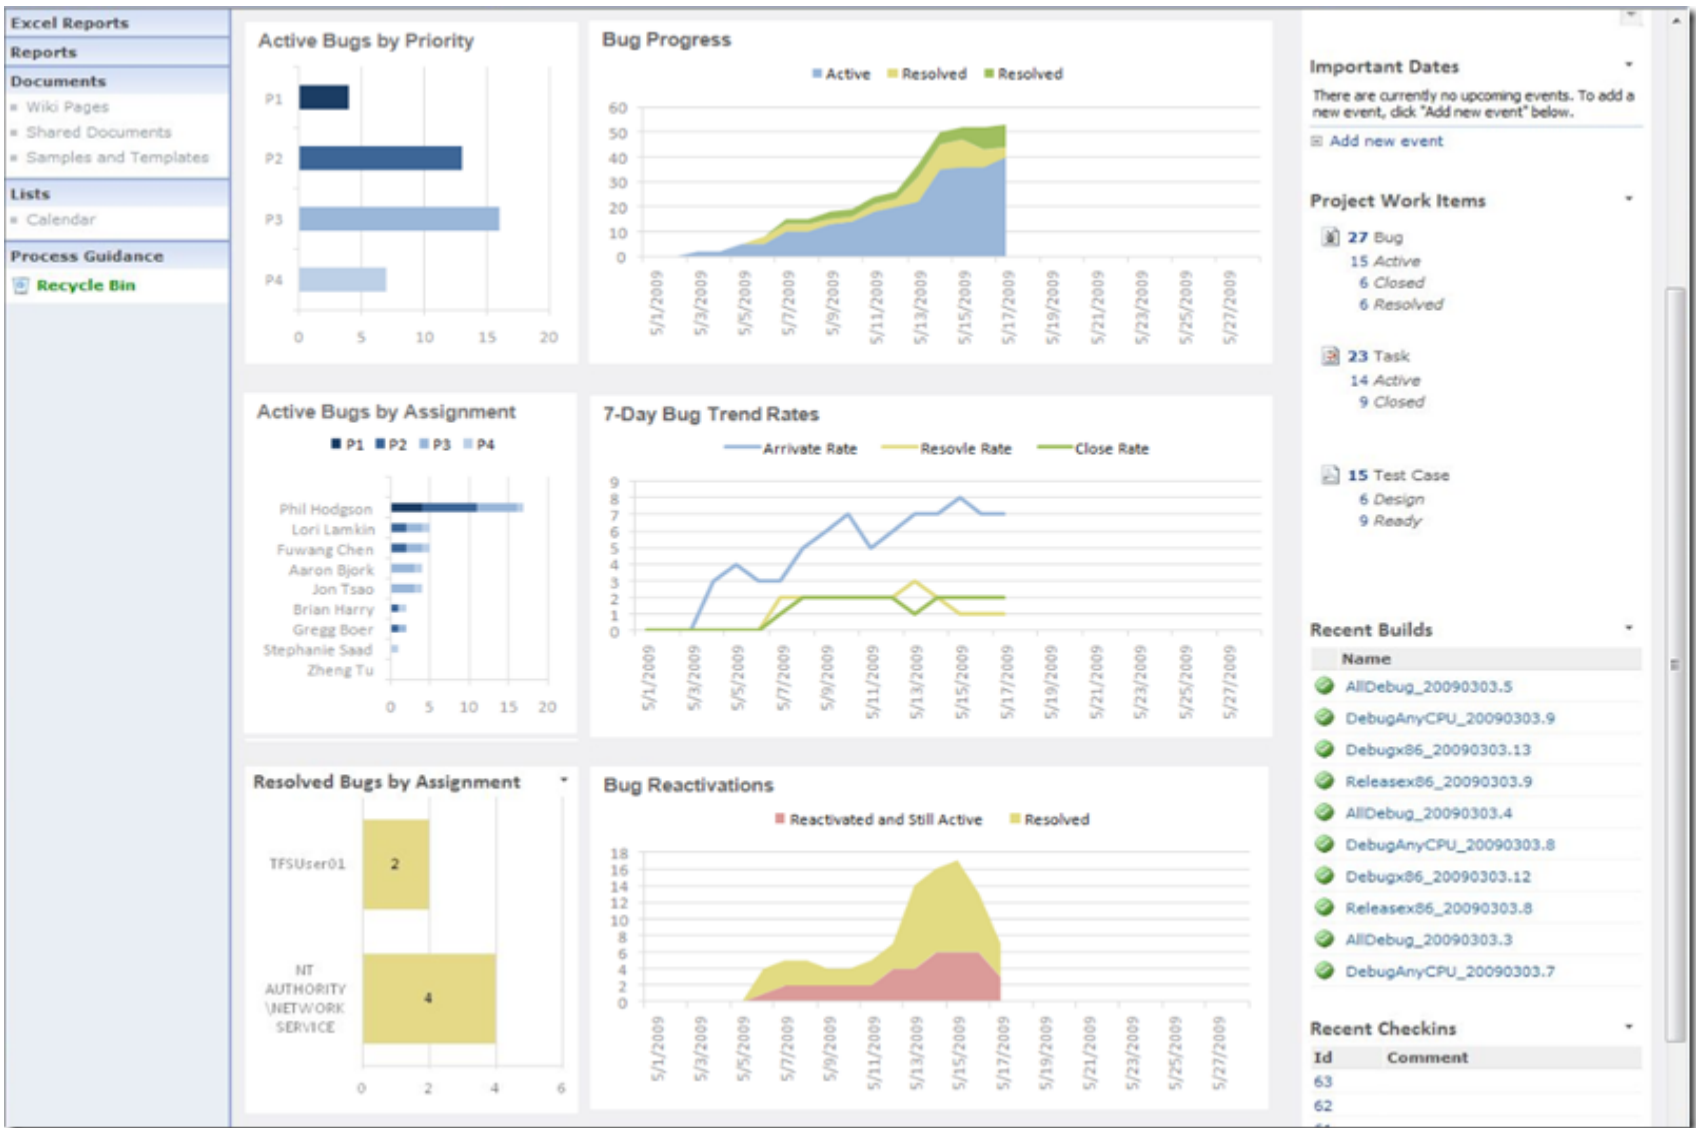 Excel Reports
Reports
Documents
Wiki Pages
Shared Documents
Samples and Templates
Lists
Calendar
Process Guidance
Recycle Bin
Active Bugs by Priority
P1
P2
P3
P4
0 5 10 15 20
Bug Progress
Active Resolved Resolved
60
50
40
30
20
10
0
5/1/2009 5/3/2009 5/5/2009 5/7/2009 5/9/2009 5/11/2009 5/13/2009 5/15/2009 5/17/2009 5/19/2009 5/21/2009 5/23/2009 5/25/2009 5/27/2009
Active Bugs by Assignment
P1 P2 P3 P4
Phil Hodgson
Lori Lamkin
Fuwang Chen
Aaron Bjork
Jon Tsao
Brian Harry
Gregg Boer
Stephanie Saad
Zheng Tu
0 5 10 15 20
7-Day Bug Trend Rates
Arrivate Rate Resovle Rate Close Rate
9
8
7
6
5
4
3
2
1
0
5/1/2009 5/3/2009 5/5/2009 5/7/2009 5/9/2009 5/11/2009 5/13/2009 5/15/2009 5/17/2009 5/19/2009 5/21/2009 5/23/2009 5/25/2009 5/27/2009
Resolved Bugs by Assignment
TFSUser01 2
NT
AUTHORITY
\NETWORK
SERVICE
4
0 2 4 6
Bug Reactivations
Reactivated and Still Active Resolved
18
16
14
12
10
8
6
4
2
0
5/1/2009 5/3/2009 5/5/2009 5/7/2009 5/9/2009 5/11/2009 5/13/2009 5/15/2009 5/17/2009 5/19/2009 5/21/2009 5/23/2009 5/25/2009 5/27/2009
Important Dates
There are currently no upcoming events. To add a
new event, click "Add new event" below.
Add new event
Project Work Items
27 Bug
15 Active
6 Closed
6 Resolved
23 Task
14 Active
9 Closed
15 Test Case
6 Design
9 Ready
Recent Builds
Name
AllDebug_20090303.5
DebugAnyCPU_20090303.9
Debugx86_20090303.13
Releasex86_20090303.9
AllDebug_20090303.4
DebugAnyCPU_20090303.8
Debugx86_20090303.12
Releasex86_20090303.8
AllDebug_20090303.3
DebugAnyCPU_20090303.7
Recent Checkins
Id Comment
63
62